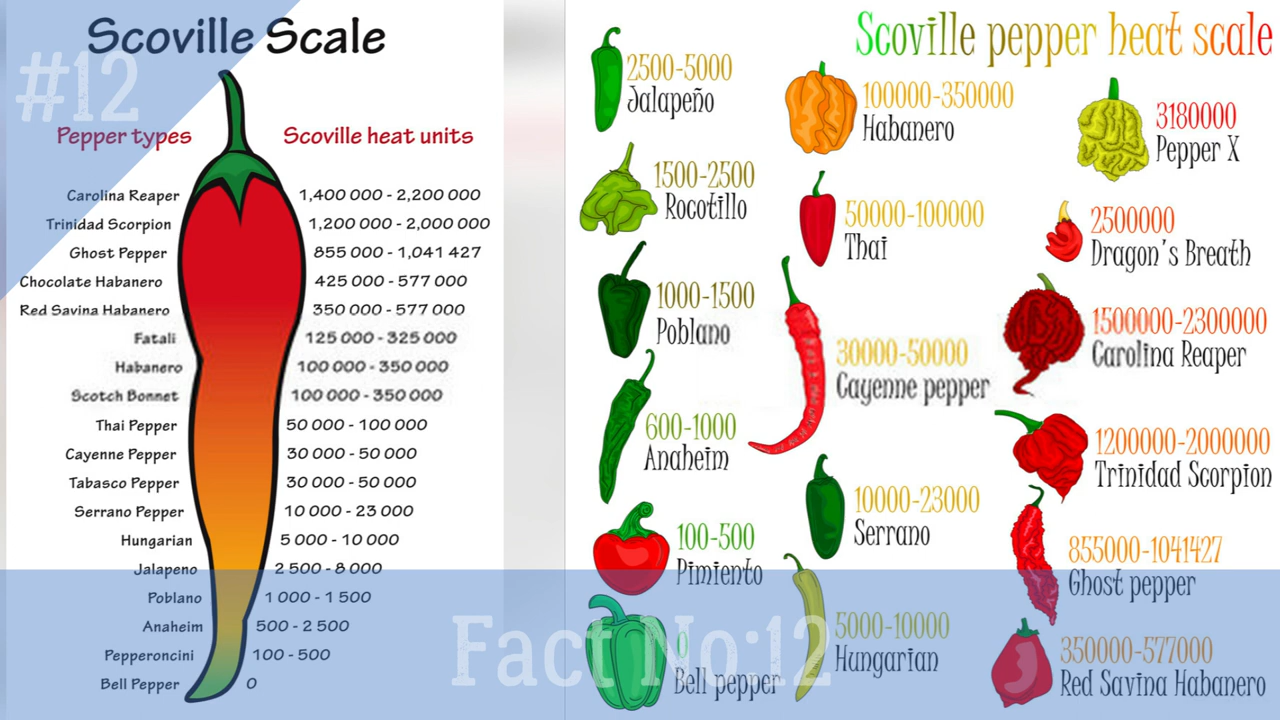 #12
Scoville Scale
Pepper types Scoville heat units
Carolina Reaper 1,400 000 - 2,200 000
Trinidad Scorpion 1,200 000 - 2,000 000
Ghost Pepper 855 000 - 1,041 427
Chocolate Habanero 425 000 - 577 000
Red Savina Habanero 350 000 - 577 000
Fatali 125 000 - 325 000
Habanero 100 000 - 350 000
Scotch Bonnet 100 000 - 350 000
Thai Pepper 50 000 - 100 000
Cayenne Pepper 30 000 - 50 000
Tabasco Pepper 30 000 - 50 000
Serrano Pepper 10 000 - 23 000
Hungarian 5 000 - 10 000
Jalapeno 2 500 - 8 000
Poblano 1 000 - 1 500
Anaheim 500 - 2 500
Pepperoncini 100 - 500
Bell Pepper 0
Scoville pepper heat scale
2500-5000
Jalapeño
1500-2500
Rocotillo
1000-1500
Poblano
600-1000
Anaheim
100-500
Pimiento
0
Bell pepper
100000-350000
Habanero
50000-100000
Thai
30000-50000
Cayenne pepper
10000-23000
Serrano
5000-10000
Hungarian
3180000
Pepper X
2500000
Dragon's Breath
1500000-2300000
Carolina Reaper
1200000-2000000
Trinidad Scorpion
855000-1041427
Ghost pepper
350000-577000
Red Savina Habanero
Fact No:12